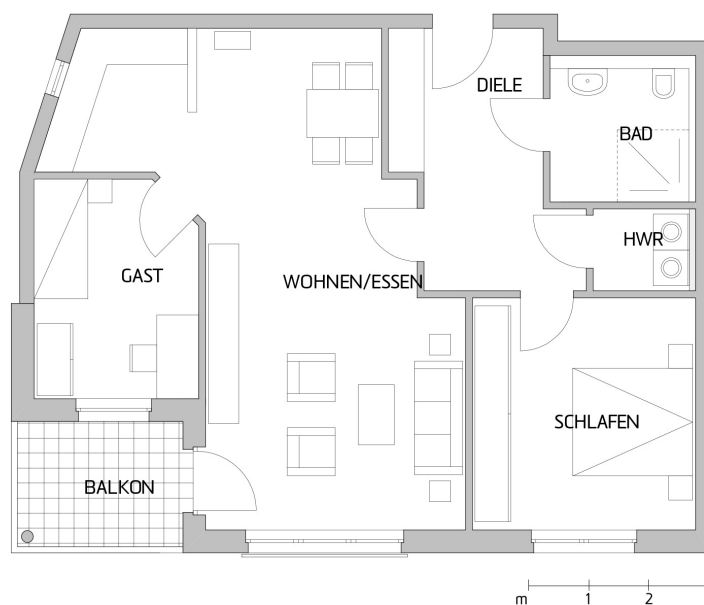 DIELE
BAD
HWR
GAST
WOHNEN/ESSEN
SCHLAFEN
BALKON
m 1 2